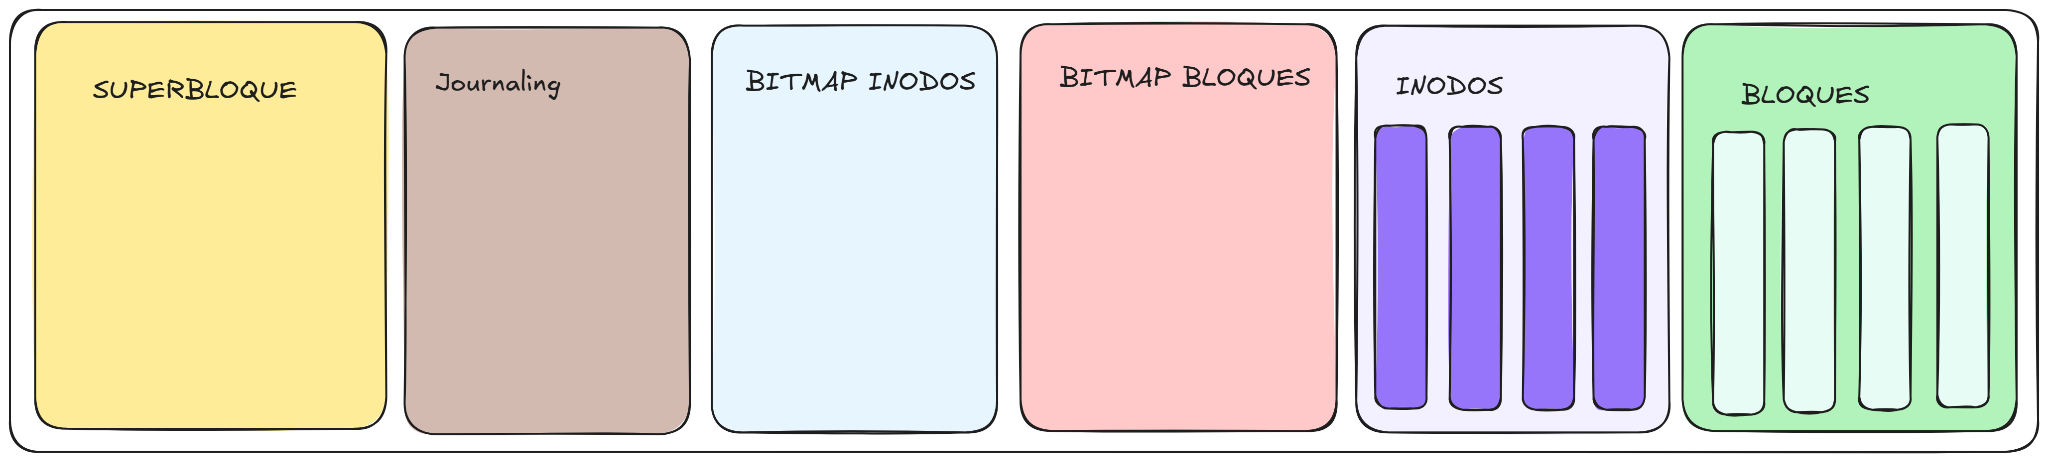 SUPERBLOQUE
Journaling
BITMAP INODOS
BITMAP BLOQUES
INODOS
BLOQUES